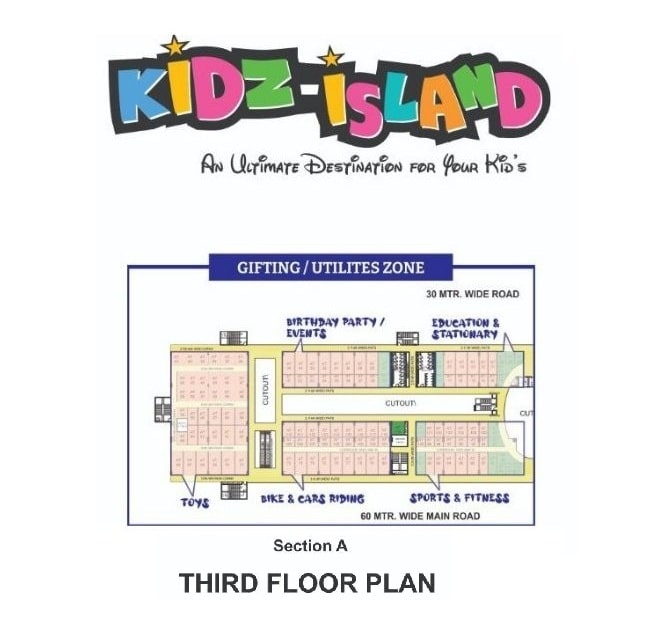 KIDZ-ISLAND
AN ULTIMATE DESTINATION FOR YOUR KID'S
GIFTING / UTILITES ZONE
30 MTR. WIDE ROAD
BIRTHDAY PARTY /
EVENTS
EDUCATION &
STATIONARY
CUTOUT
CUTOUT
CUT
TOYS
BIKE & CARS RIDING
SPORTS & FITNESS
60 MTR. WIDE MAIN ROAD
Section A
THIRD FLOOR PLAN